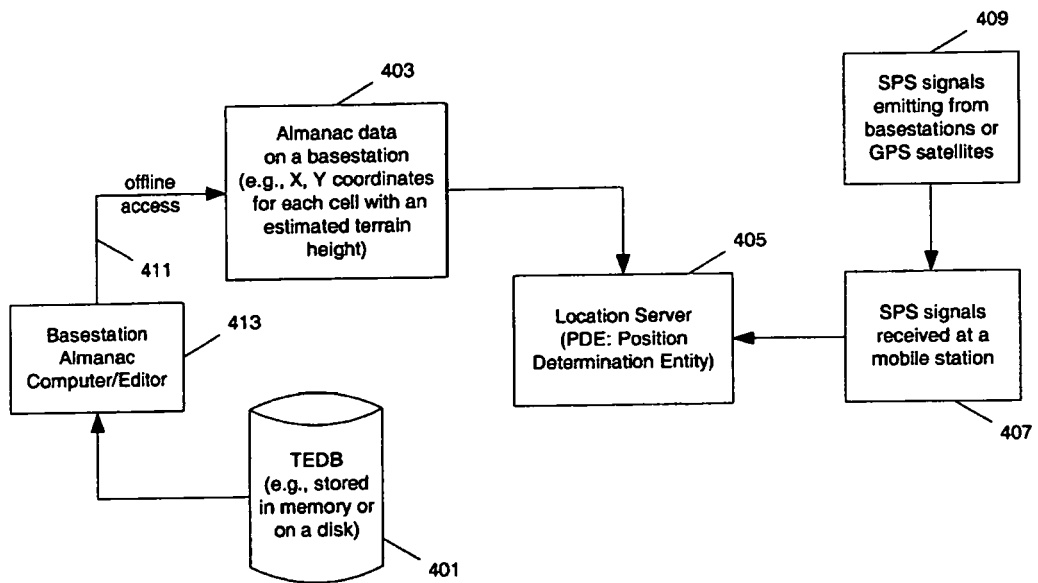 409
SPS signals
emitting from
basestations or
GPS satellites
403
Almanac data
on a basestation
(e.g., X, Y coordinates
for each cell with an
estimated terrain
height)
offline
access
411
405
Location Server
(PDE: Position
Determination Entity)
SPS signals
received at a
mobile station
407
Basestation
Almanac
Computer/Editor
413
TEDB
(e.g., stored
in memory or
on a disk)
401